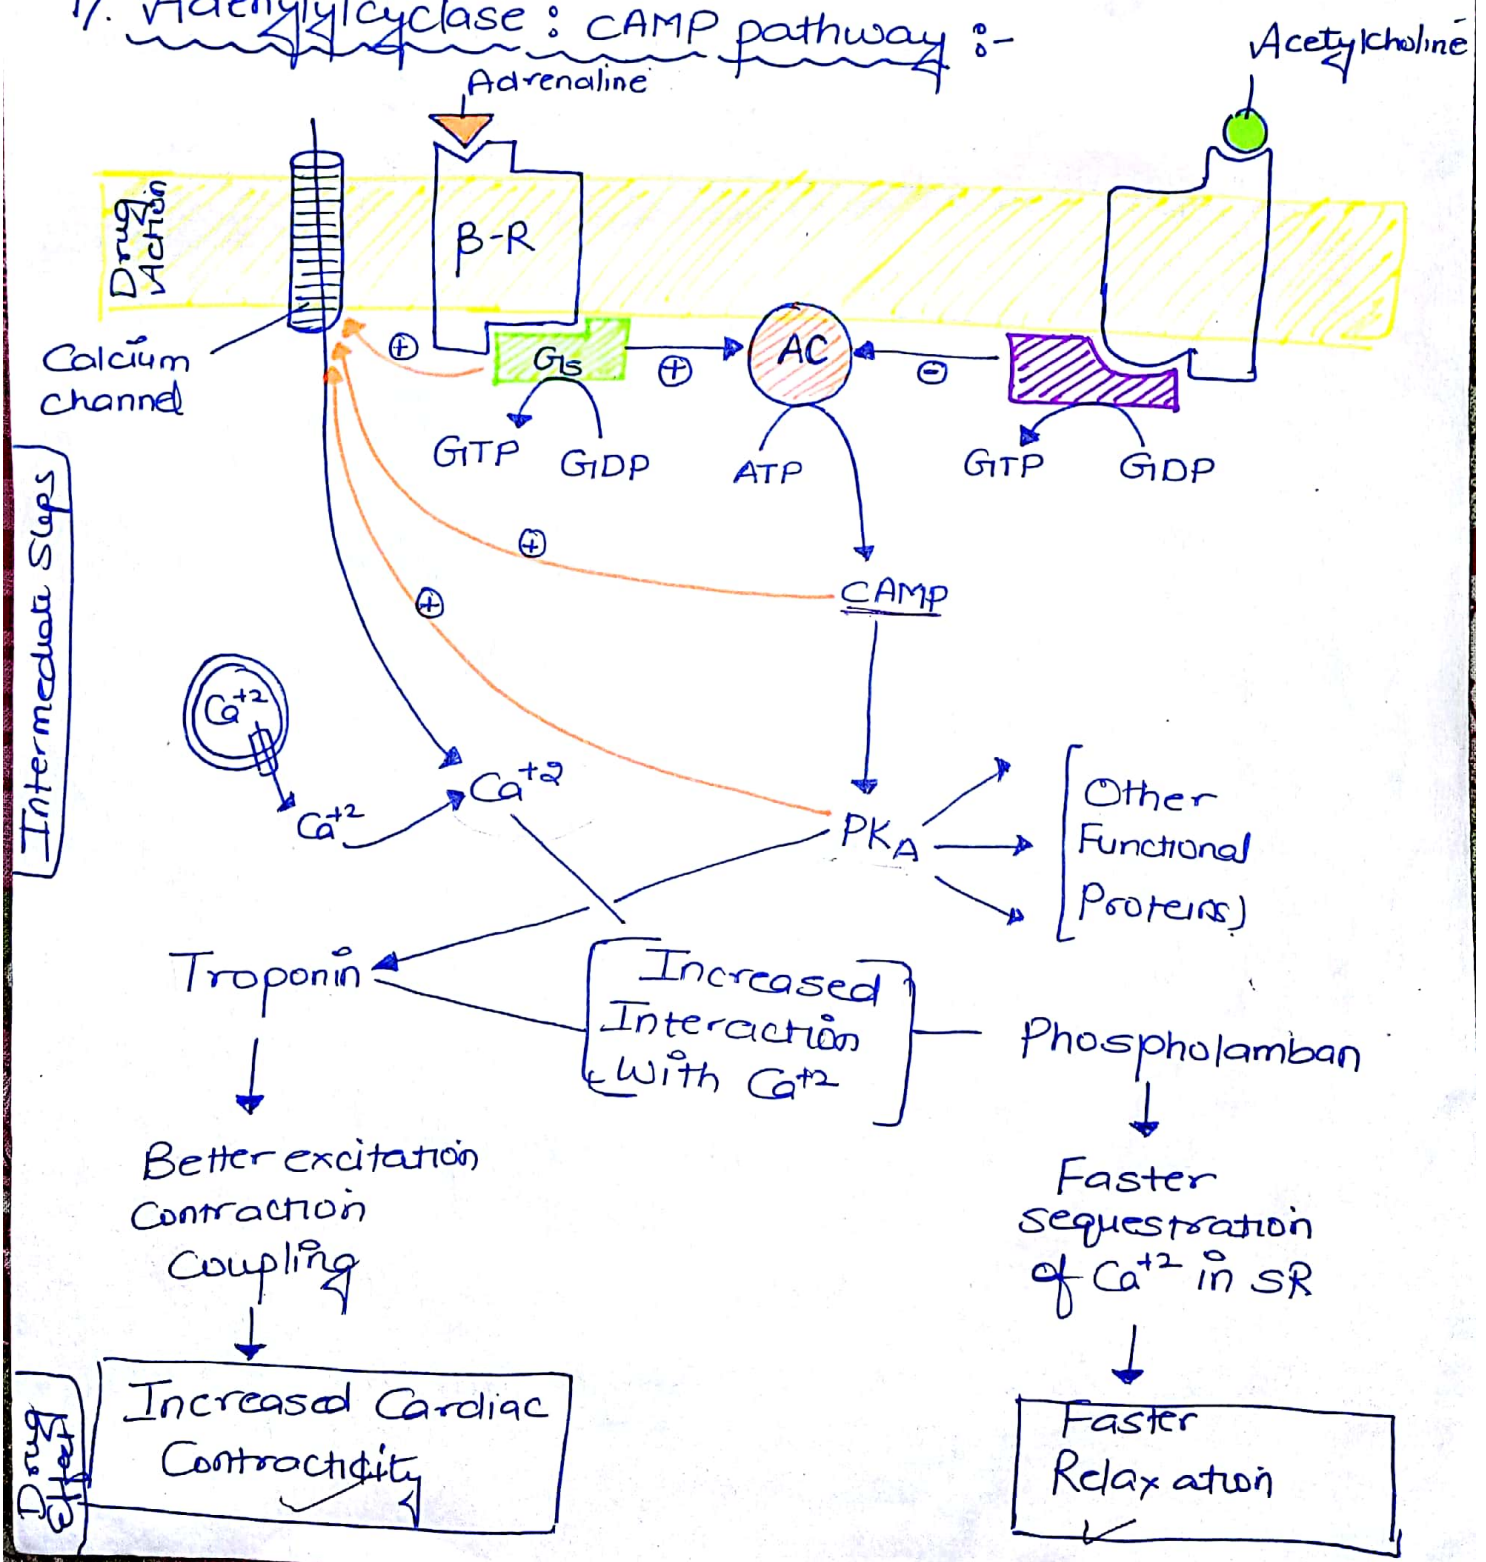 1). Adenylylcyclase : CAMP pathway :-
Adrenaline
Acetylcholine
Drug
Action
β-R
Calcium
channel
+
Gs
+
AC
-
GTP
GDP
ATP
GTP
GDP
+
CAMP
+
Intermediate Steps
Ca+2
Ca+2
Ca+2
PKA
Other
Functional
Proteins)
Troponin
Increased
Interaction
With Ca+2
Phospholamban
Better excitation
Contraction
Coupling
Faster
sequestration
of Ca+2 in SR
Drug
Effect
Increased Cardiac
Contractility
Faster
Relaxation